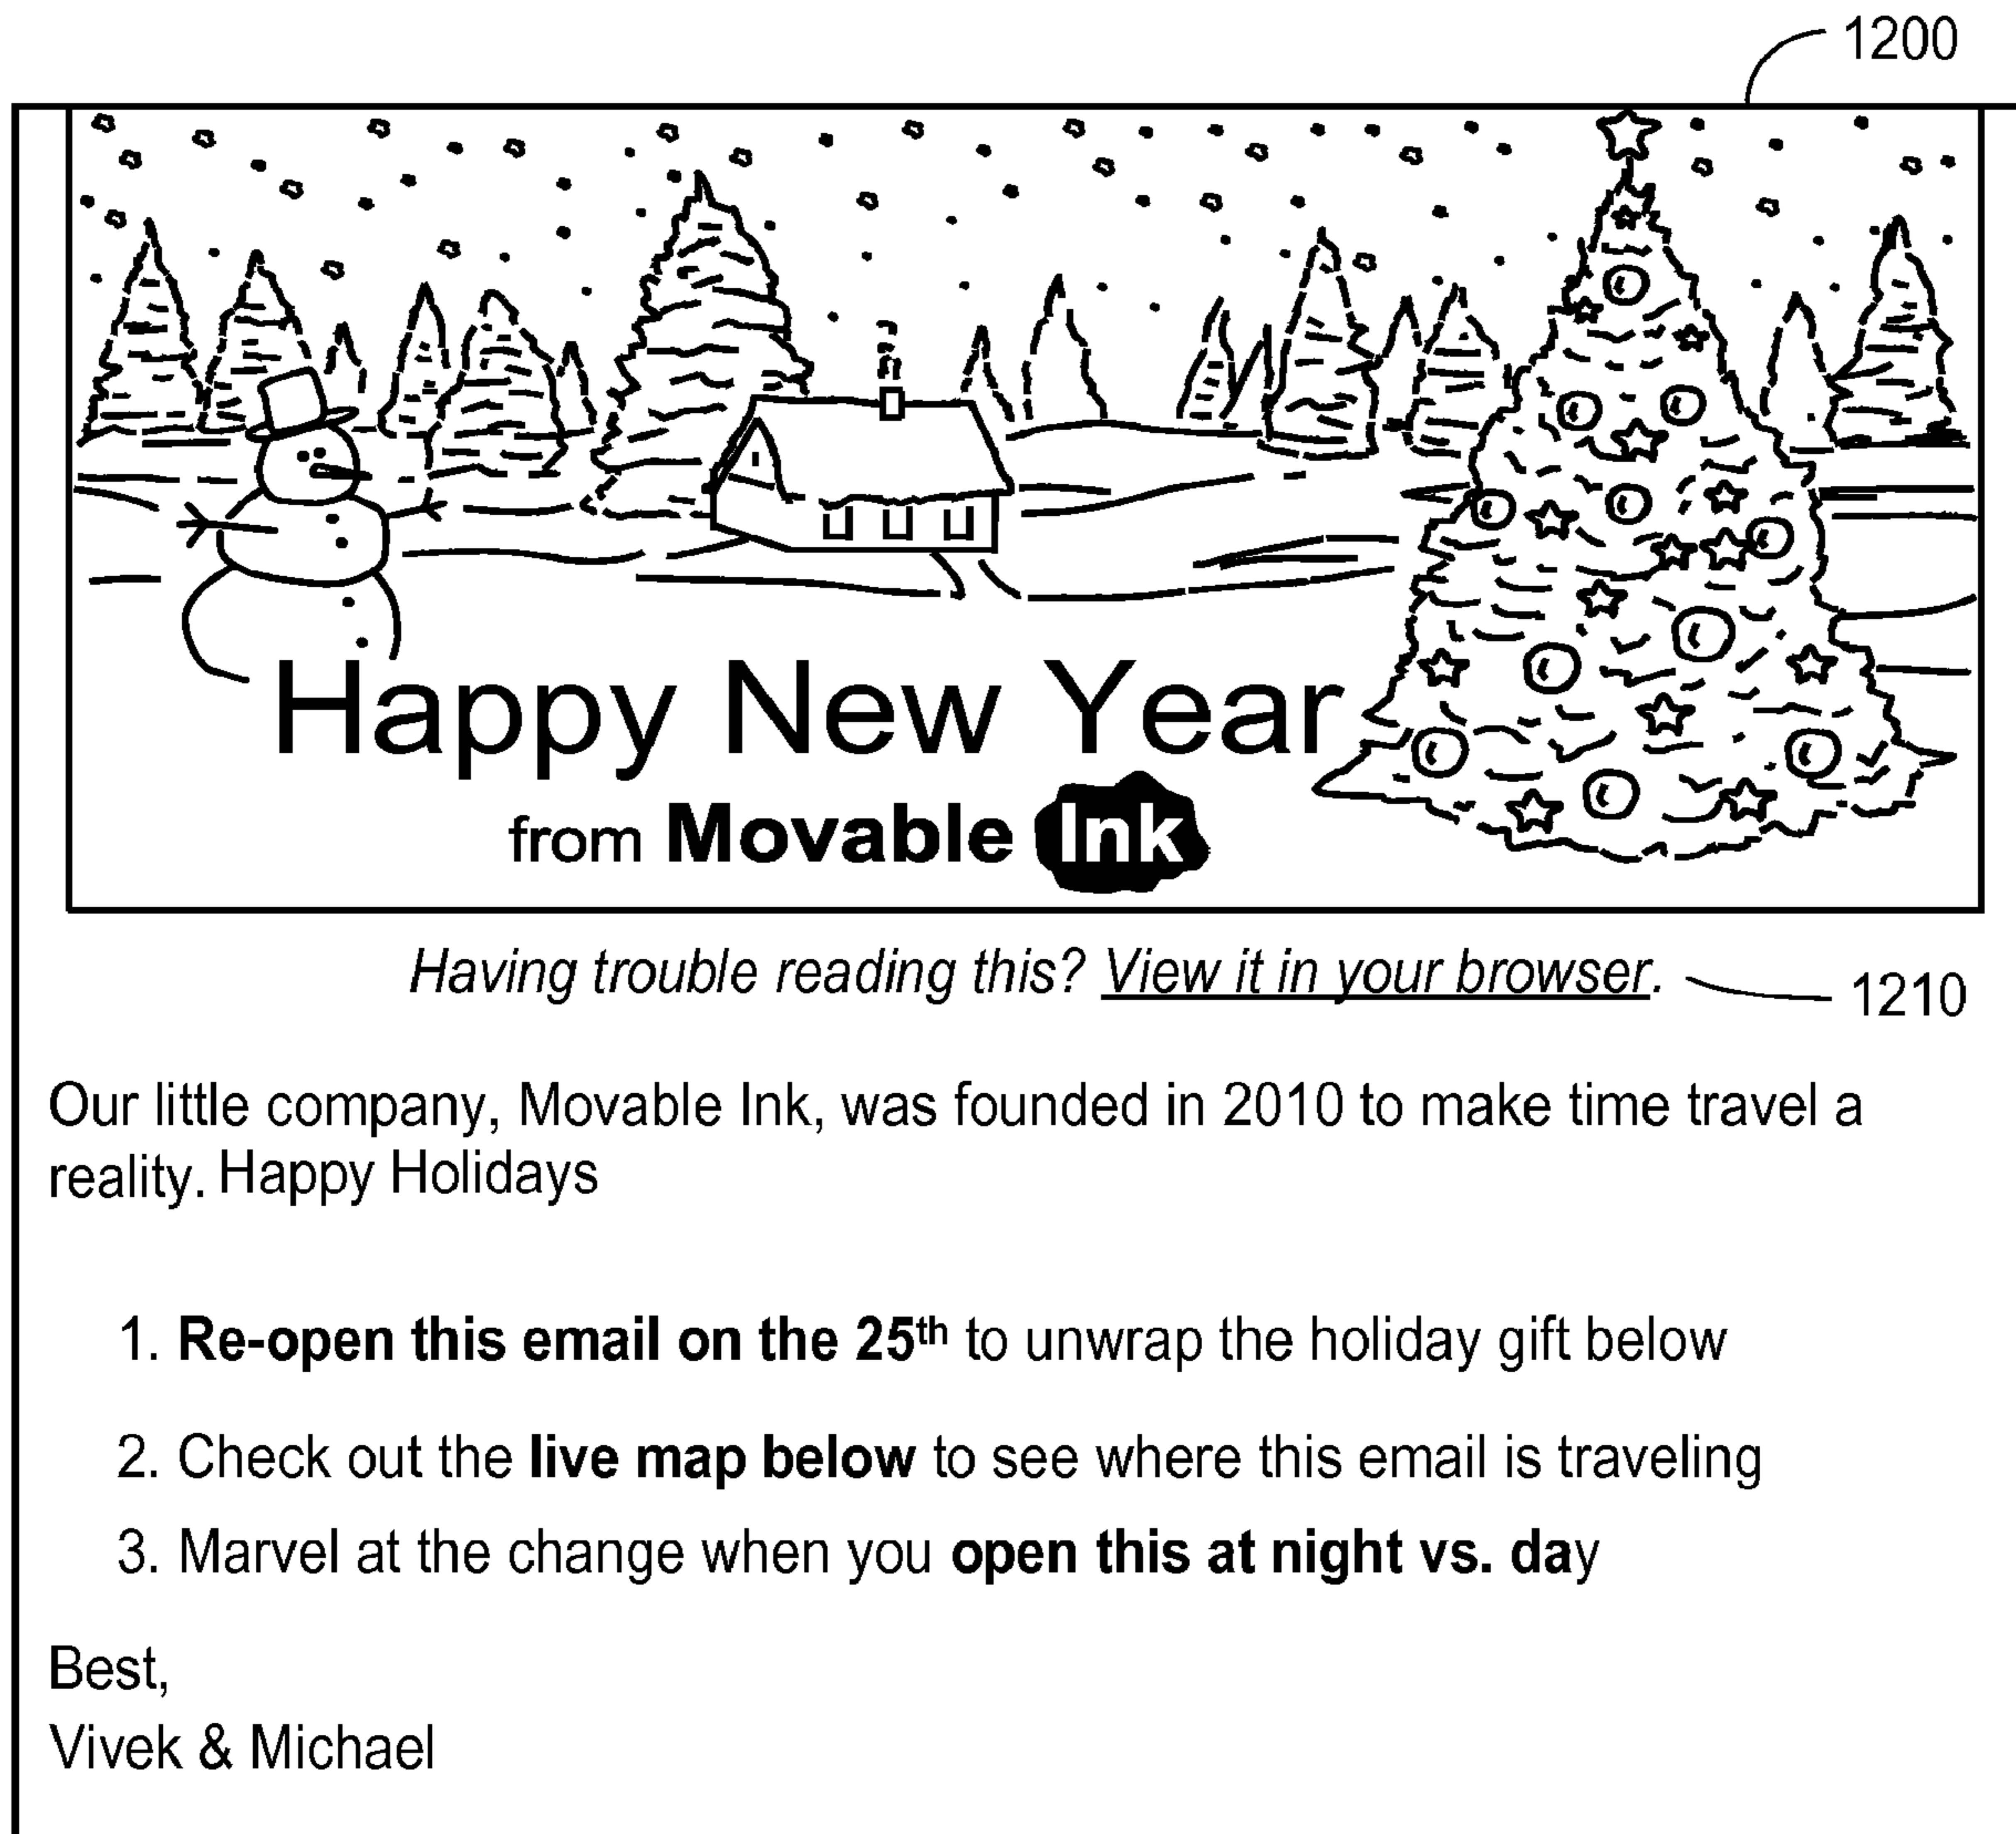 1200
Happy New Year
from Movable Ink
Having trouble reading this? View it in your browser.
1210
Our little company, Movable Ink, was founded in 2010 to make time travel a
reality. Happy Holidays
1. Re-open this email on the 25th to unwrap the holiday gift below
2. Check out the live map below to see where this email is traveling
3. Marvel at the change when you open this at night vs. day
Best,
Vivek & Michael